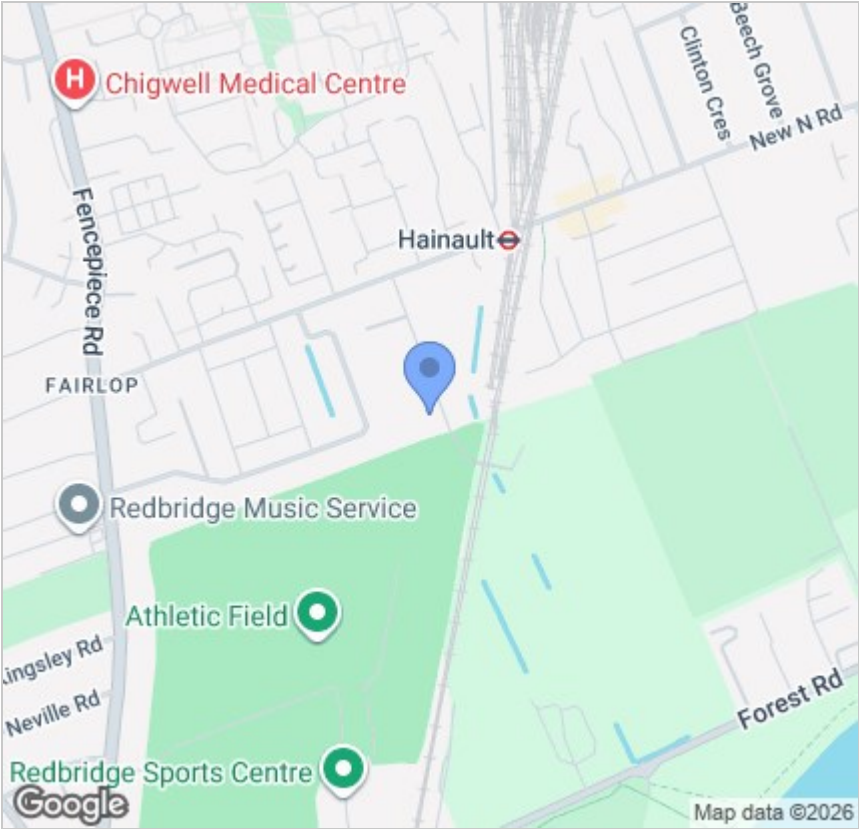 Beech Grove
Clinton Cres
H
Chigwell Medical Centre
New N Rd
Fencepiece Rd
Hainault
FAIRLOP
Redbridge Music Service
Athletic Field
Kingsley Rd
Neville Rd
Forest Rd
Redbridge Sports Centre
Google
Map data ©2026